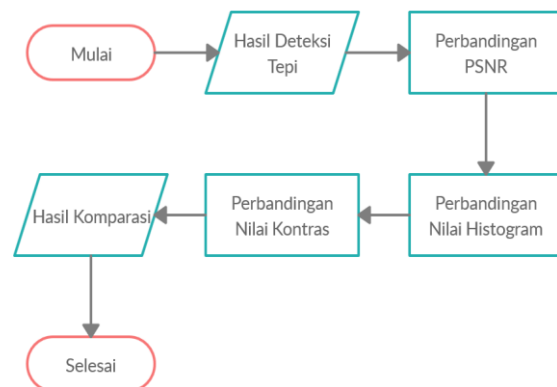 Mulai
Hasil Deteksi
Tepi
Perbandingan
PSNR
Perbandingan
Nilai Histogram
Perbandingan
Nilai Kontras
Hasil Komparasi
Selesai